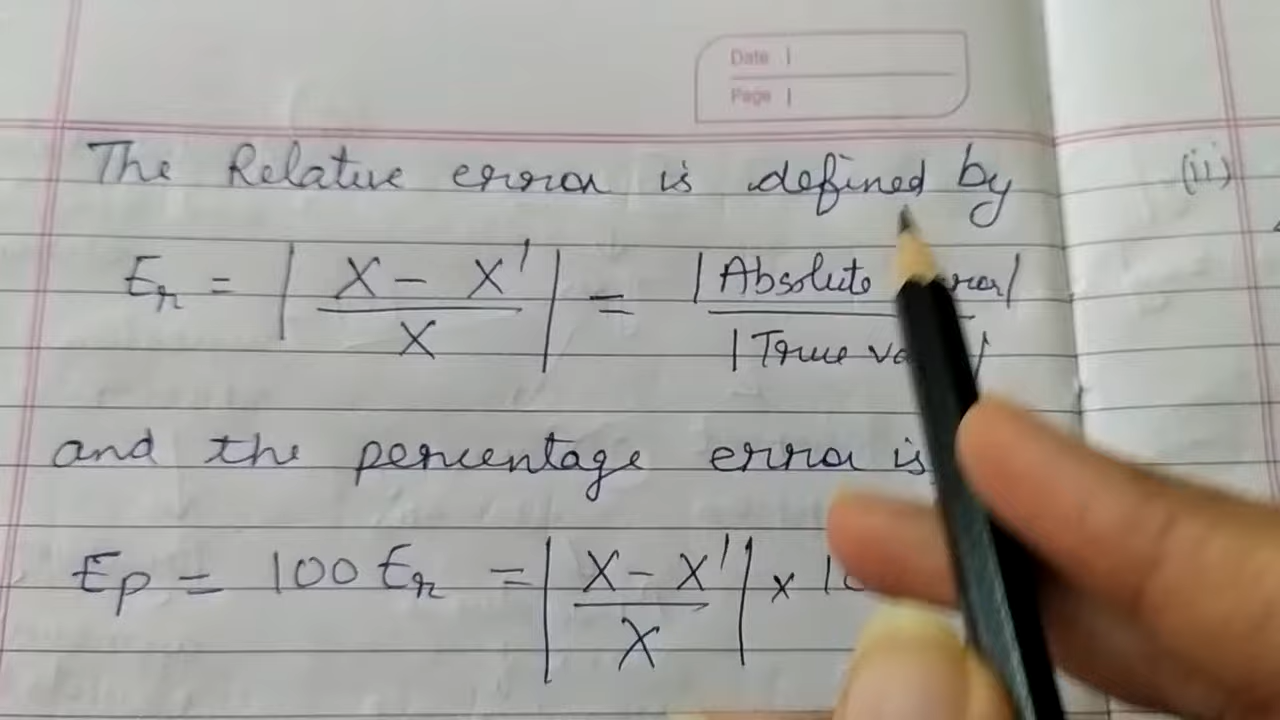 Date
Page
The Relative error is defined by
(ii)
Er = | X - X' / X | = |Absolute | / |True |
and the percentage error is
Ep = 100 Er = | X - X' / X | x